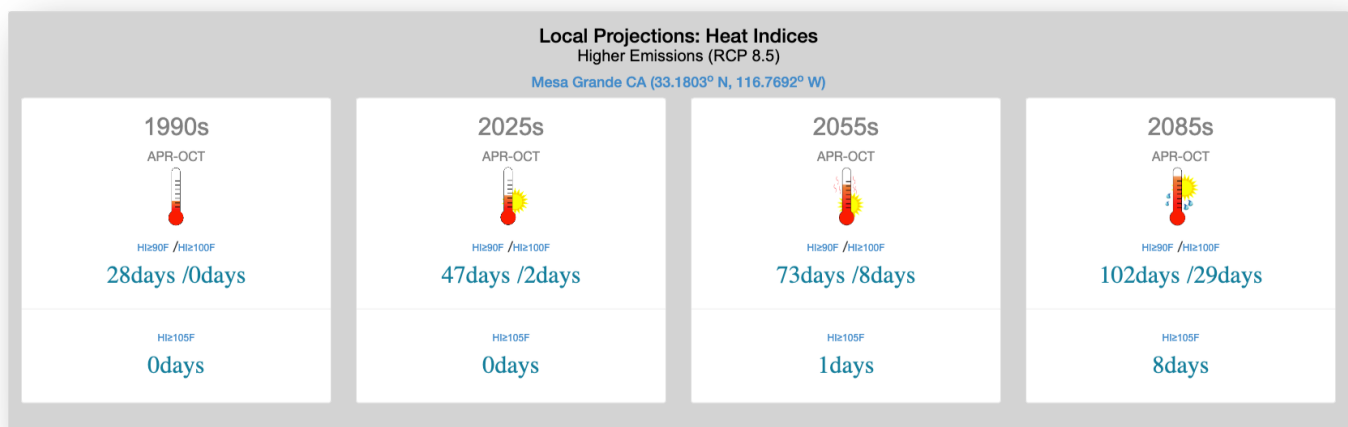 Local Projections: Heat Indices
Higher Emissions (RCP 8.5)
Mesa Grande CA (33.1803º N, 116.7692º W)
1990s
APR-OCT
HI≥90F /HI≥100F
28days /0days
HI≥105F
0days
2025s
APR-OCT
HI≥90F /HI≥100F
47days /2days
HI≥105F
0days
2055s
APR-OCT
HI≥90F /HI≥100F
73days /8days
HI≥105F
1days
2085s
APR-OCT
HI≥90F /HI≥100F
102days /29days
HI≥105F
8days